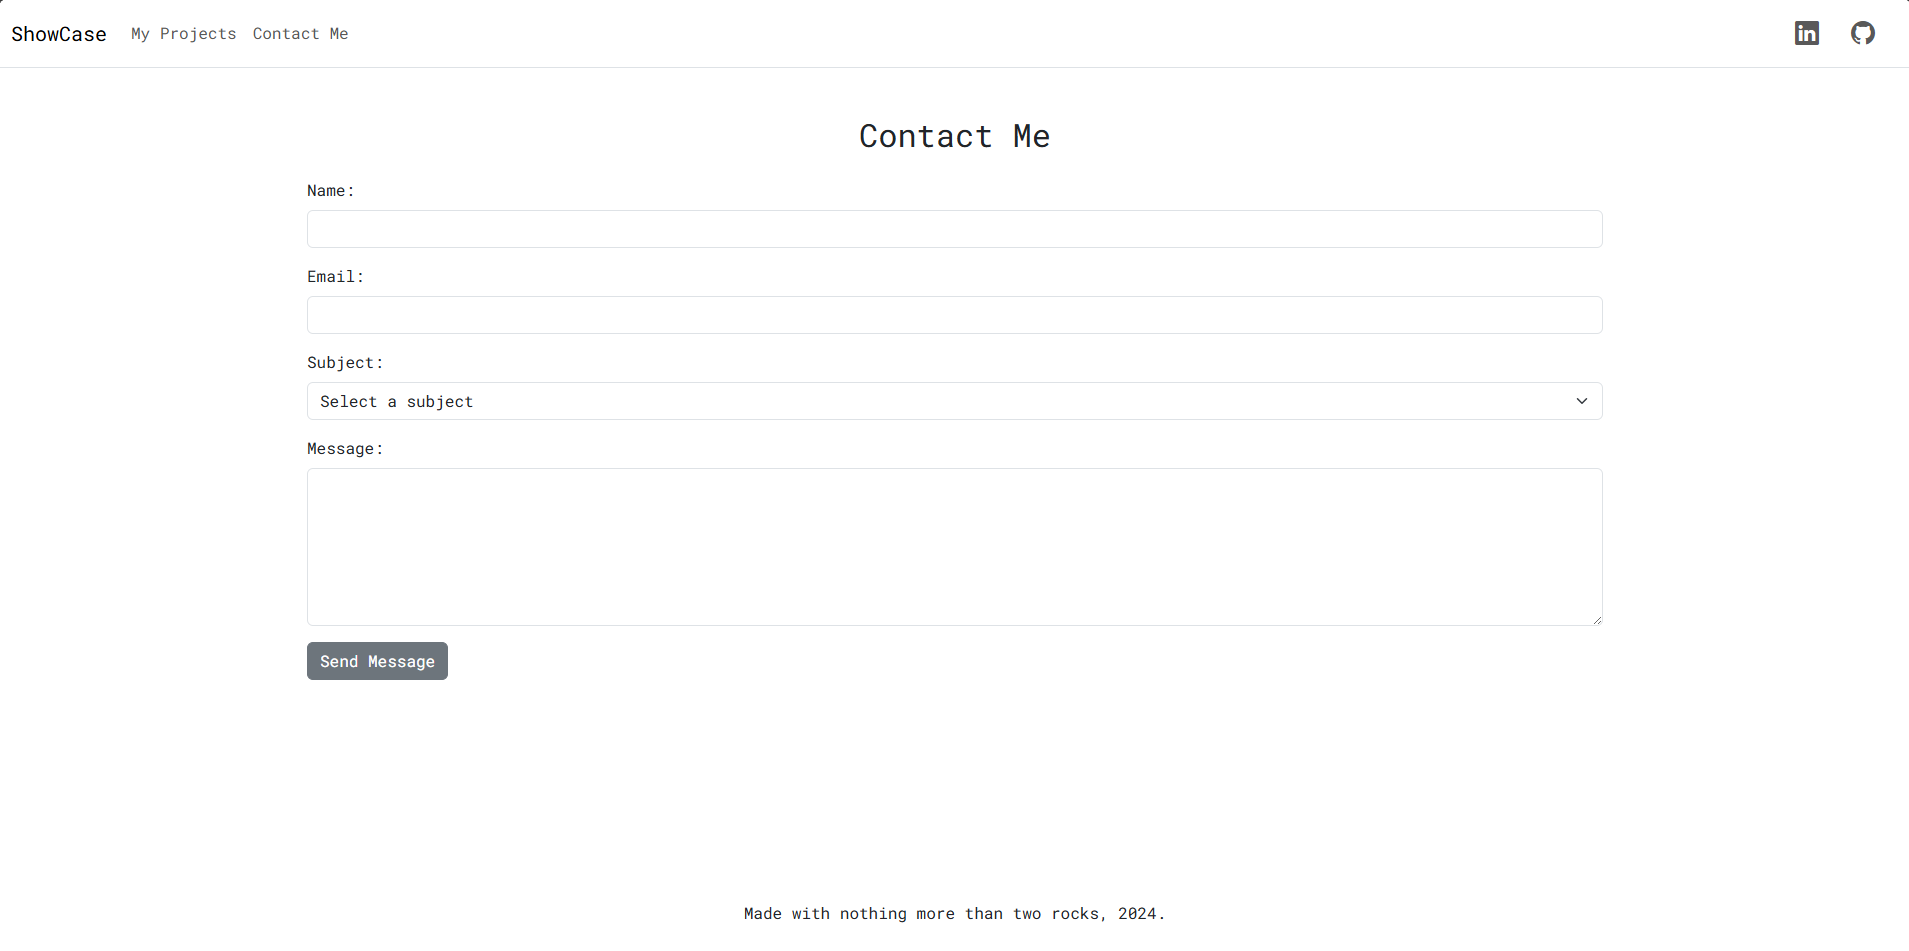 ShowCase My Projects Contact Me
Contact Me
Name:
Email:
Subject:
Select a subject
Message:
Send Message
Made with nothing more than two rocks, 2024.